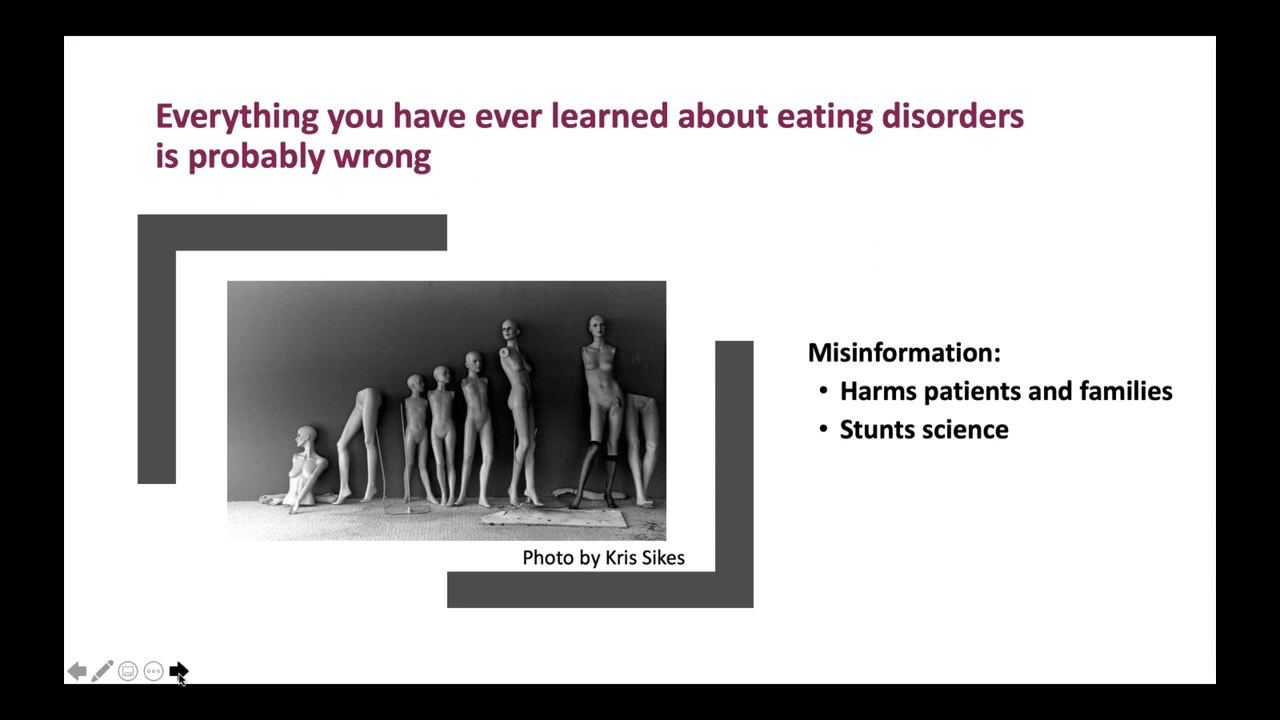 Everything you have ever learned about eating disorders
is probably wrong
Misinformation:
• Harms patients and families
• Stunts science
Photo by Kris Sikes